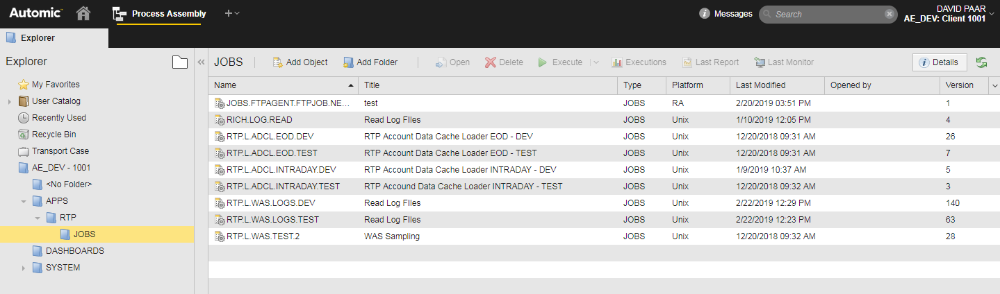 Automic™ Process Assembly + i Messages Search DAVID PAAR
AE_DEV: Client 1001
Explorer
Explorer
«
JOBS Add Object Add Folder Open Delete Execute Executions Last Report Last Monitor i Details
My Favorites
User Catalog
Recently Used
Recycle Bin
Transport Case
AE_DEV - 1001
<No Folder>
APPS
RTP
JOBS
DASHBOARDS
SYSTEM
Name Title Type Platform Last Modified Opened by Version
JOBS.FTPAGENT.FTPJOB.NE... test JOBS RA 2/20/2019 03:51 PM 1
RICH.LOG.READ Read Log FIles JOBS Unix 1/10/2019 12:05 PM 4
RTP.L.ADCL.EOD.DEV RTP Account Data Cache Loader EOD - DEV JOBS Unix 12/20/2018 09:31 AM 26
RTP.L.ADCL.EOD.TEST RTP Account Data Cache Loader EOD - TEST JOBS Unix 12/20/2018 09:31 AM 7
RTP.L.ADCL.INTRADAY.DEV RTP Account Data Cache Loader INTRADAY - DEV JOBS Unix 1/9/2019 10:37 AM 5
RTP.L.ADCL.INTRADAY.TEST RTP Accound Data Cache Loader INTRADAY - TEST JOBS Unix 12/20/2018 09:32 AM 3
RTP.L.WAS.LOGS.DEV Read Log FIles JOBS Unix 2/22/2019 12:29 PM 140
RTP.L.WAS.LOGS.TEST Read Log FIles JOBS Unix 2/22/2019 12:23 PM 63
RTP.L.WAS.TEST.2 WAS Sampling JOBS Unix 12/20/2018 09:32 AM 28